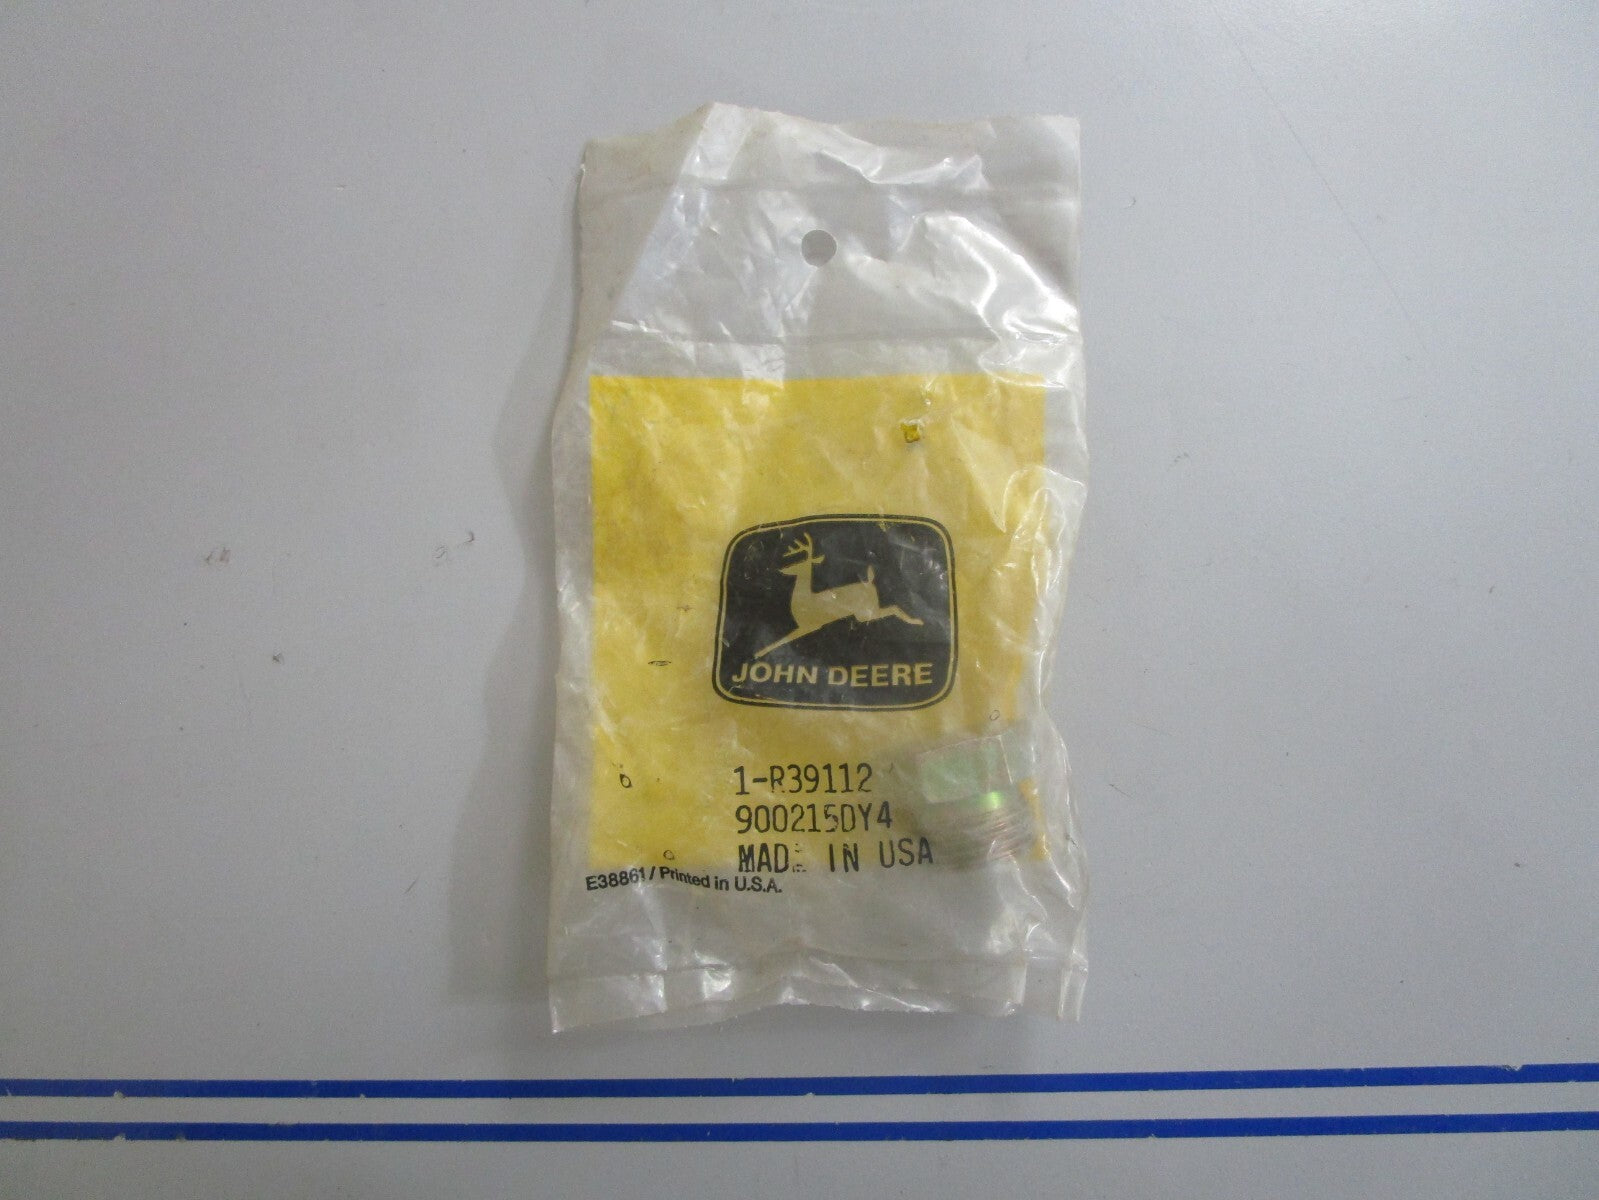 JOHN DEERE
1-R39112
900215DY4
MADE IN USA
E38861 / Printed in U.S.A.